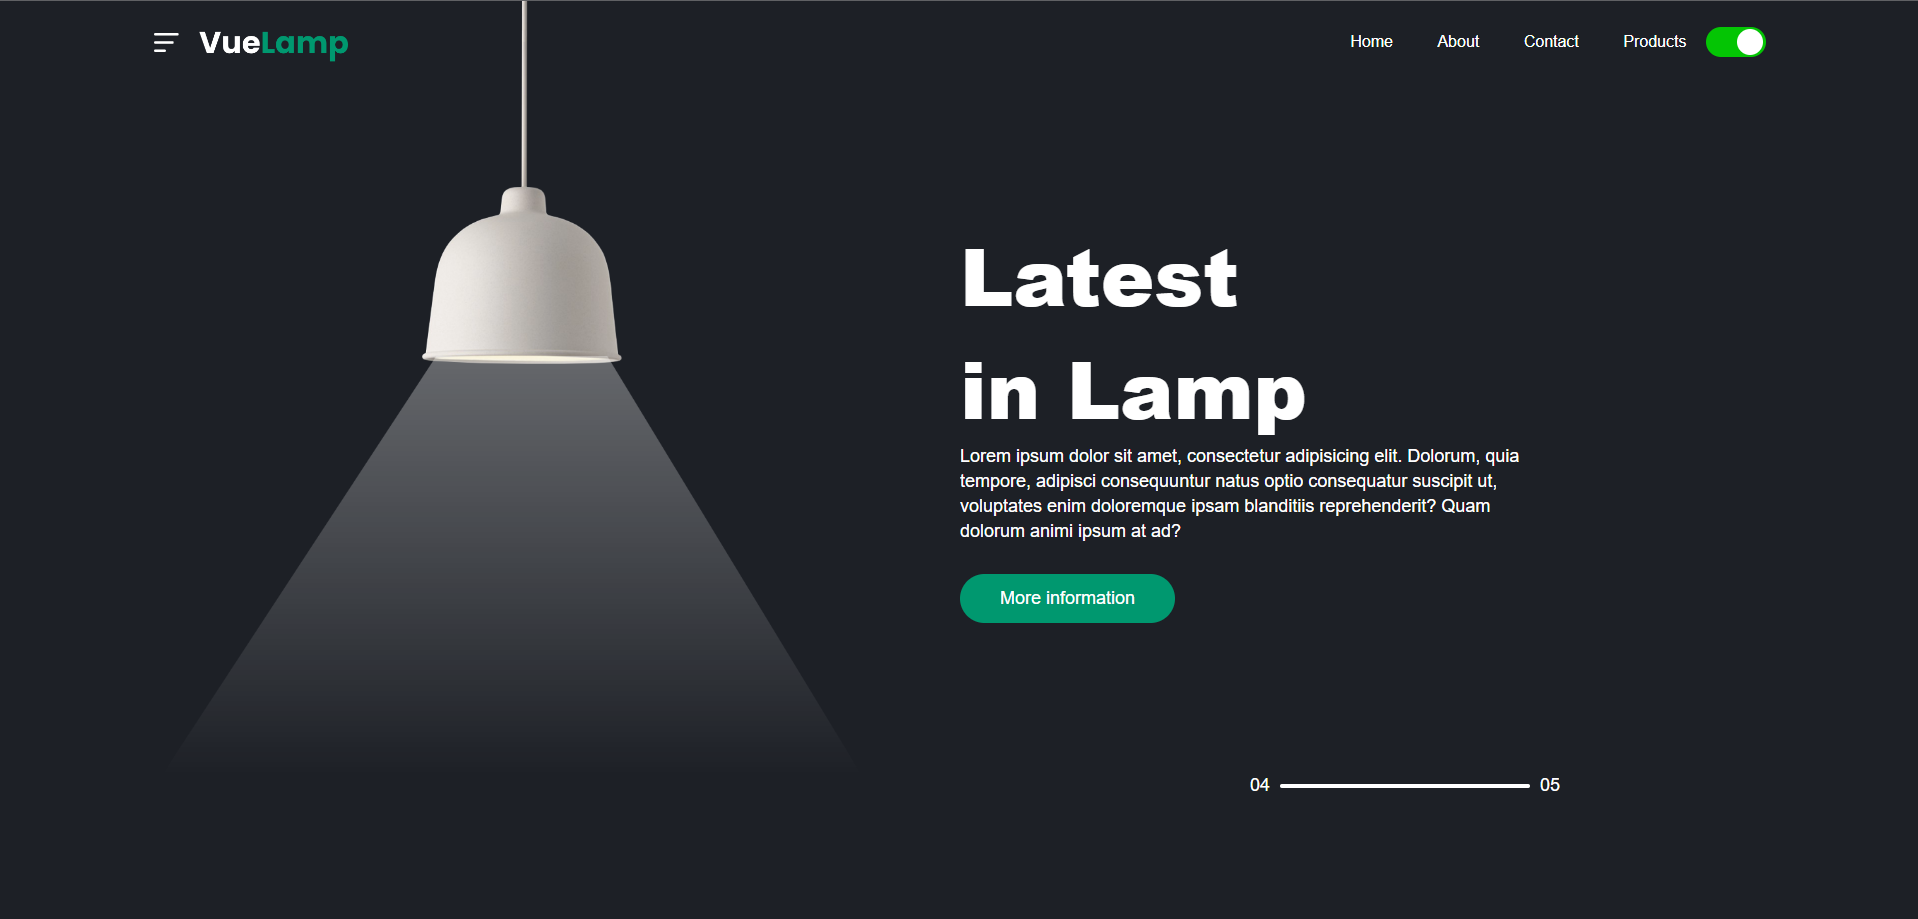 VueLamp
Home
About
Contact
Products
Latest
in Lamp
Lorem ipsum dolor sit amet, consectetur adipisicing elit. Dolorum, quia
tempore, adipisci consequuntur natus optio consequatur suscipit ut,
voluptates enim doloremque ipsam blanditiis reprehenderit? Quam
dolorum animi ipsum at ad?
More information
04
05